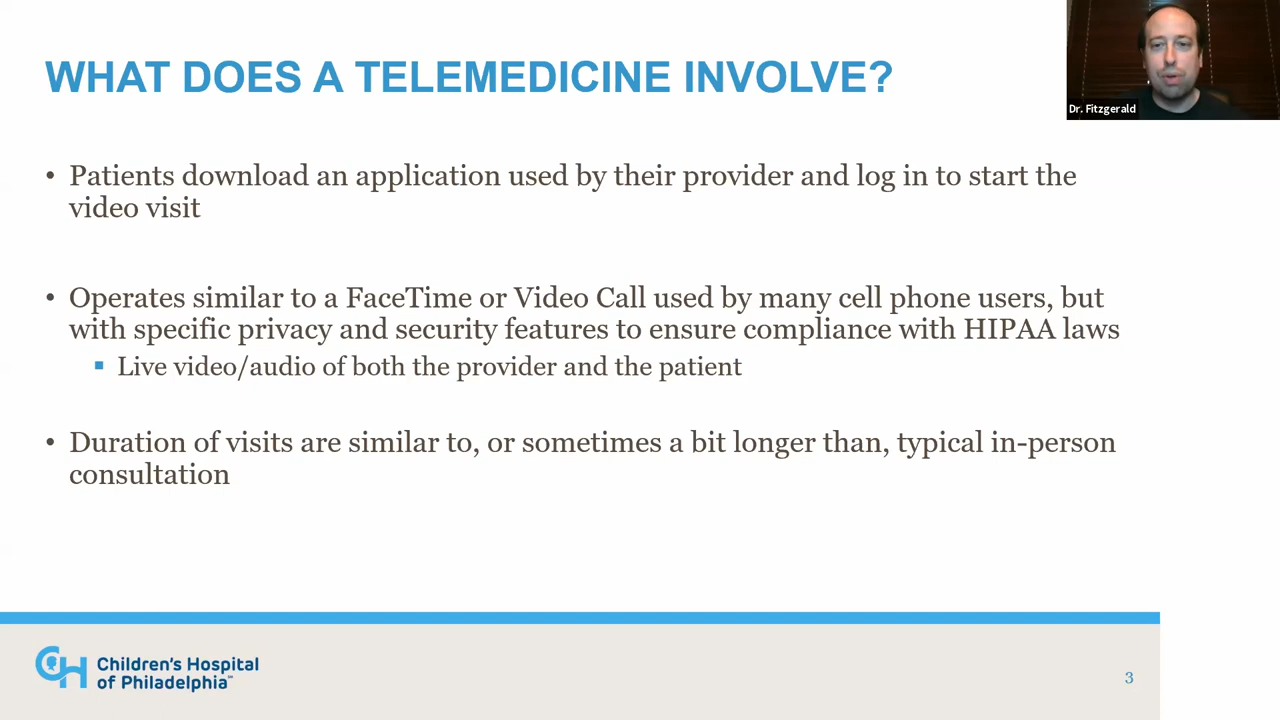 WHAT DOES A TELEMEDICINE INVOLVE?
Dr. Fitzgerald
• Patients download an application used by their provider and log in to start the
video visit
• Operates similar to a FaceTime or Video Call used by many cell phone users, but
with specific privacy and security features to ensure compliance with HIPAA laws
▪ Live video/audio of both the provider and the patient
• Duration of visits are similar to, or sometimes a bit longer than, typical in-person
consultation
CH
Children's Hospital
of Philadelphia℠
3